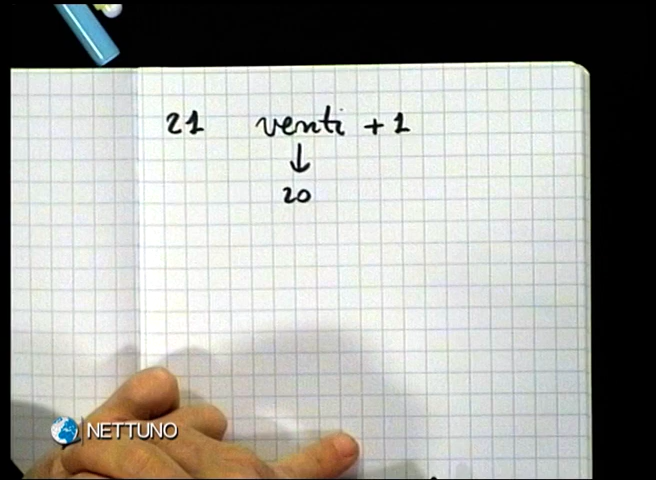 21 venti + 1
↓
20
NETTUNO